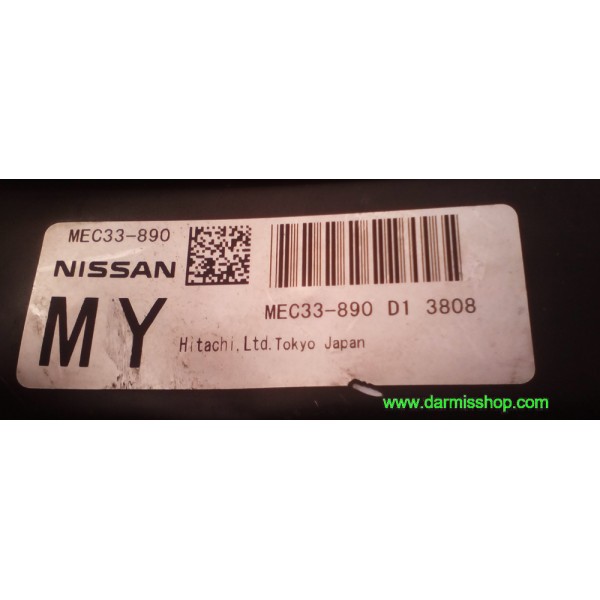 MEC33-890
NISSAN
MY
MEC33-890 D1 3808
Hitachi,Ltd.Tokyo Japan
www.darmisshop.com